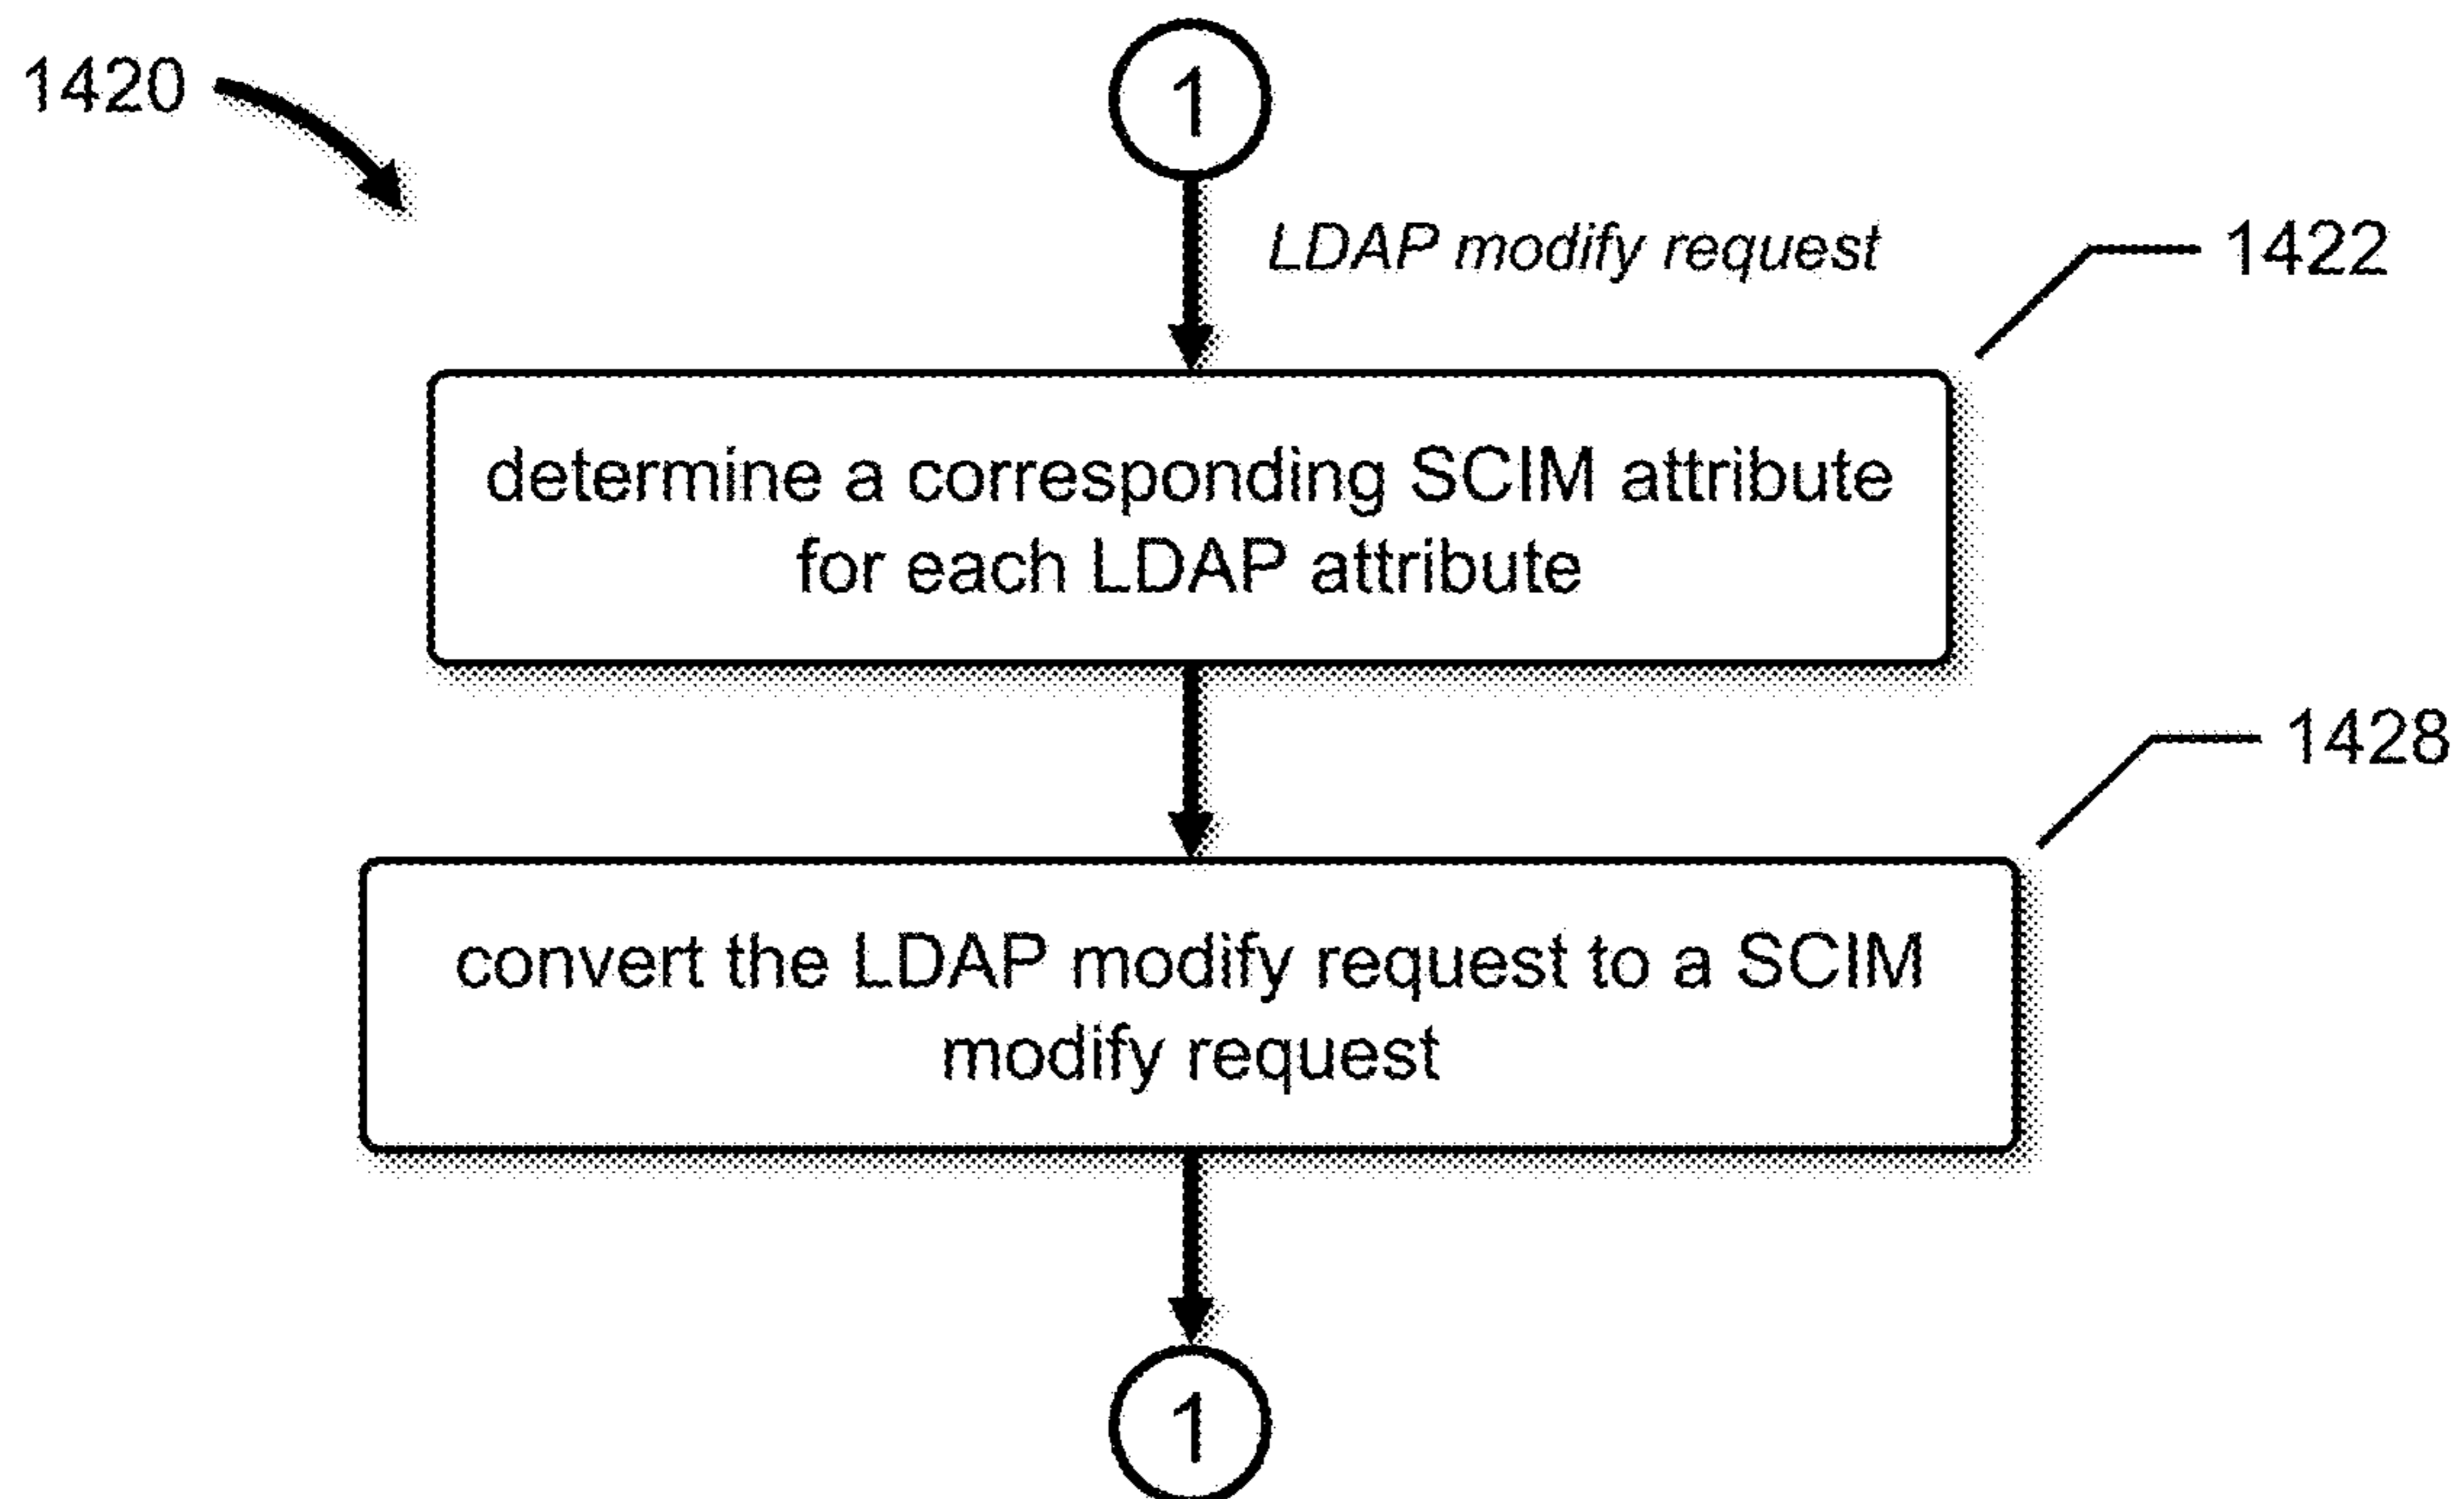 1420
1
LDAP modify request
1422
determine a corresponding SCIM attribute
for each LDAP attribute
1428
convert the LDAP modify request to a SCIM
modify request
1